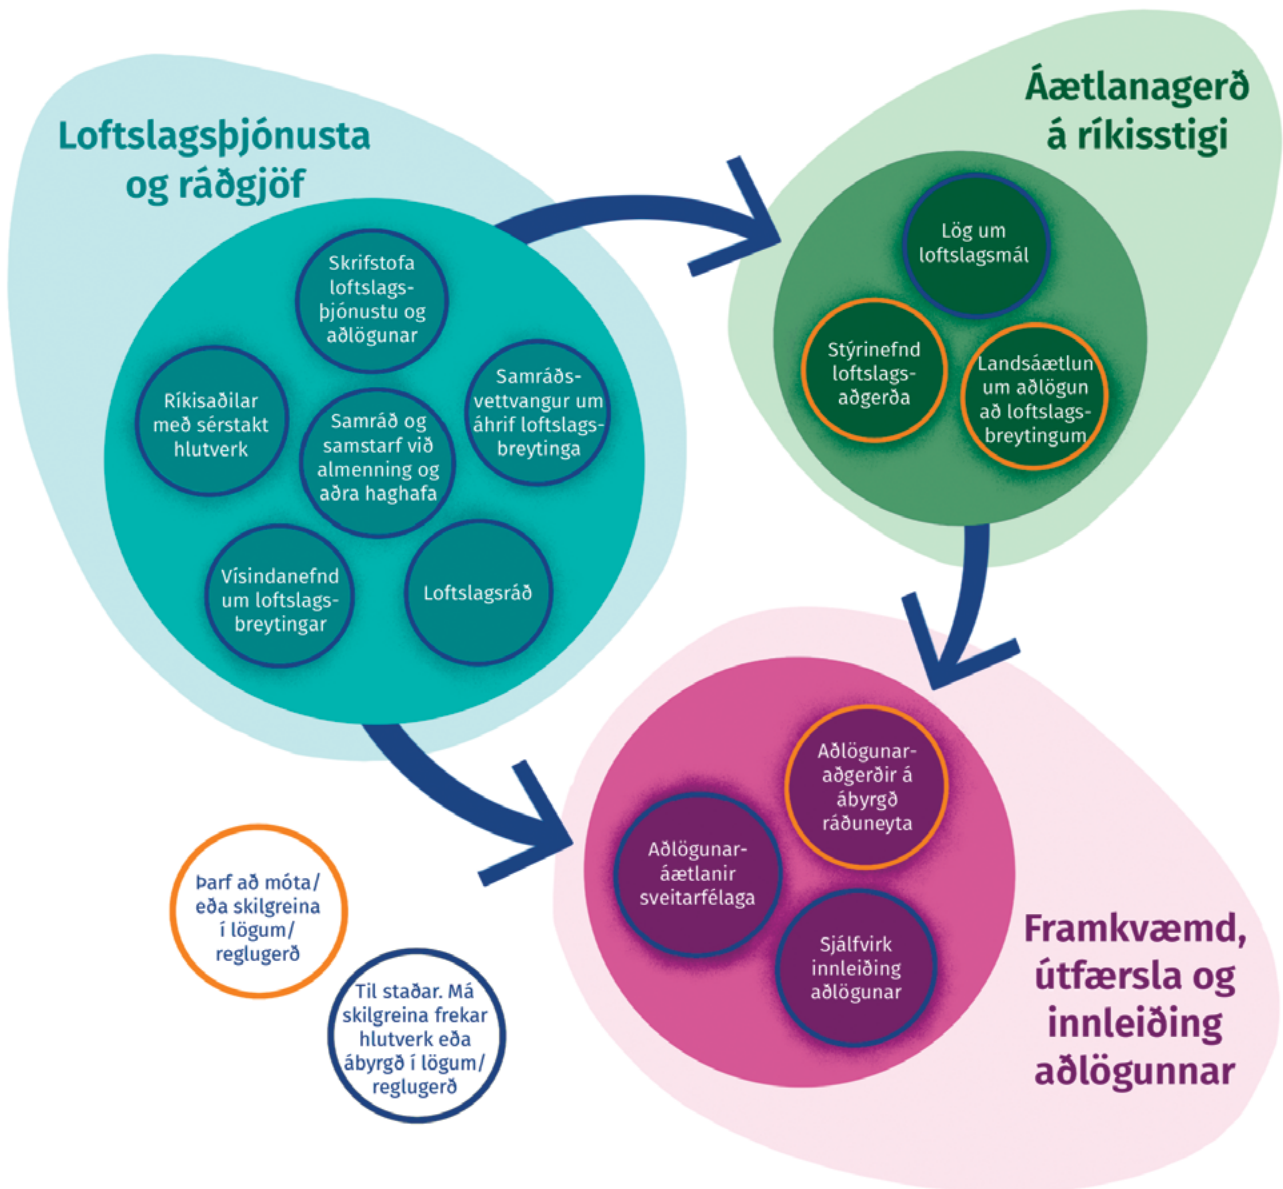 Loftslagsþjónusta
og ráðgjöf
Skrifstofa
loftslags-
þjónustu og
aðlögunar
Ríkisaðilar
með sérstakt
hlutverk
Samráð og
samstarf við
almenning og
aðra haghafa
Samráðs-
vettvangur um
áhrif loftslags-
breytinga
Vísindanefnd
um loftslags-
breytingar
Loftslagsráð
Áætlanagerð
á ríkisstigi
Lög um
loftslagsmál
Stýrinefnd
loftslags-
aðgerða
Landsáætlun
um aðlögun
að loftslags-
breytingum
Aðlögunar-
aðgerðir á
ábyrgð
ráðuneyta
Aðlögunar-
áætlanir
sveitarfélaga
Sjálfvirk
innleiðing
aðlögunar
Framkvæmd,
útfærsla og
innleiðing
aðlögunnar
Þarf að móta/
eða skilgreina
í lögum/
reglugerð
Til staðar. Má
skilgreina frekar
hlutverk eða
ábyrgð í lögum/
reglugerð